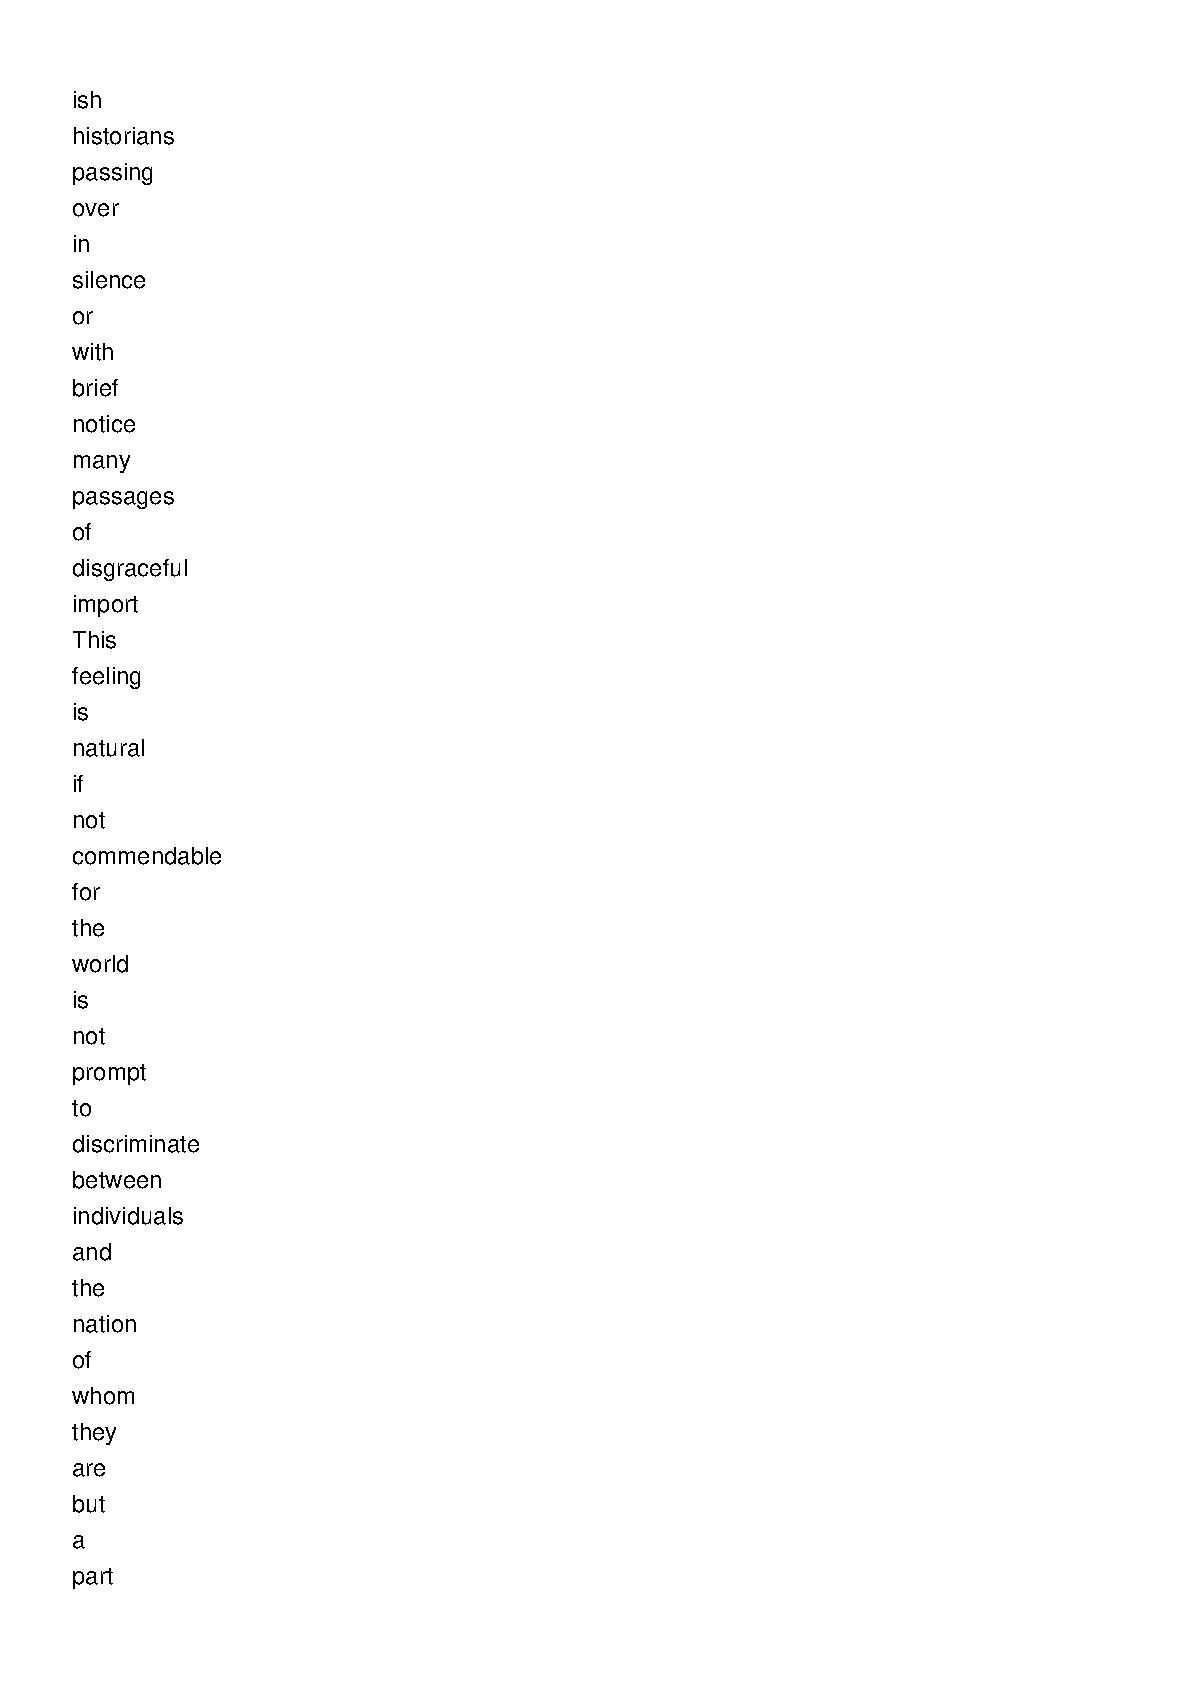 ish
historians
passing
over
in
silence
or
with
brief
notice
many
passages
of
disgraceful
import
This
feeling
is
natural
if
not
commendable
for
the
world
is
not
prompt
to
discriminate
between
individuals
and
the
nation
of
whom
they
are
but
a
part